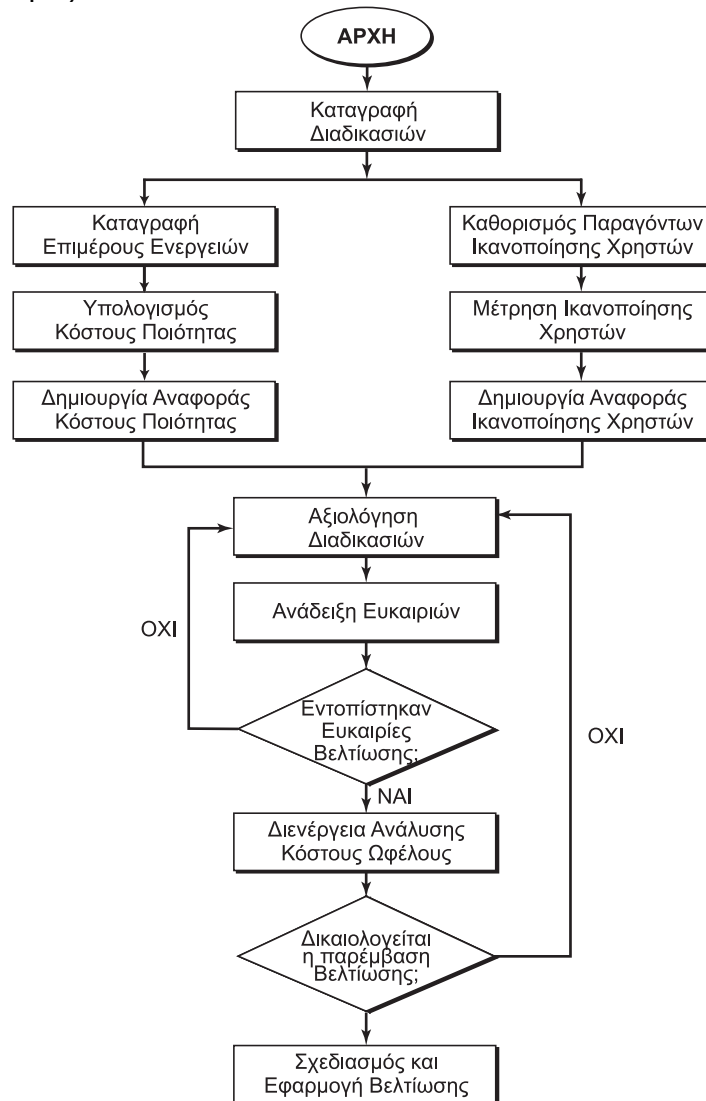 ΑΡΧΗ
Καταγραφή
Διαδικασιών
Καταγραφή
Επιμέρους Ενεργειών
Υπολογισμός
Κόστους Ποιότητας
Δημιουργία Αναφοράς
Κόστους Ποιότητας
Καθορισμός Παραγόντων
Ικανοποίησης Χρηστών
Μέτρηση Ικανοποίησης
Χρηστών
Δημιουργία Αναφοράς
Ικανοποίησης Χρηστών
Αξιολόγηση
Διαδικασιών
Ανάδειξη Ευκαιριών
ΟΧΙ
Εντοπίστηκαν
Ευκαιρίες
Βελτίωσης;
ΟΧΙ
ΝΑΙ
Διενέργεια Ανάλυσης
Κόστους Ωφέλους
Δικαιολογείται
η παρέμβαση
Βελτίωσης;
Σχεδιασμός και
Εφαρμογή Βελτίωσης